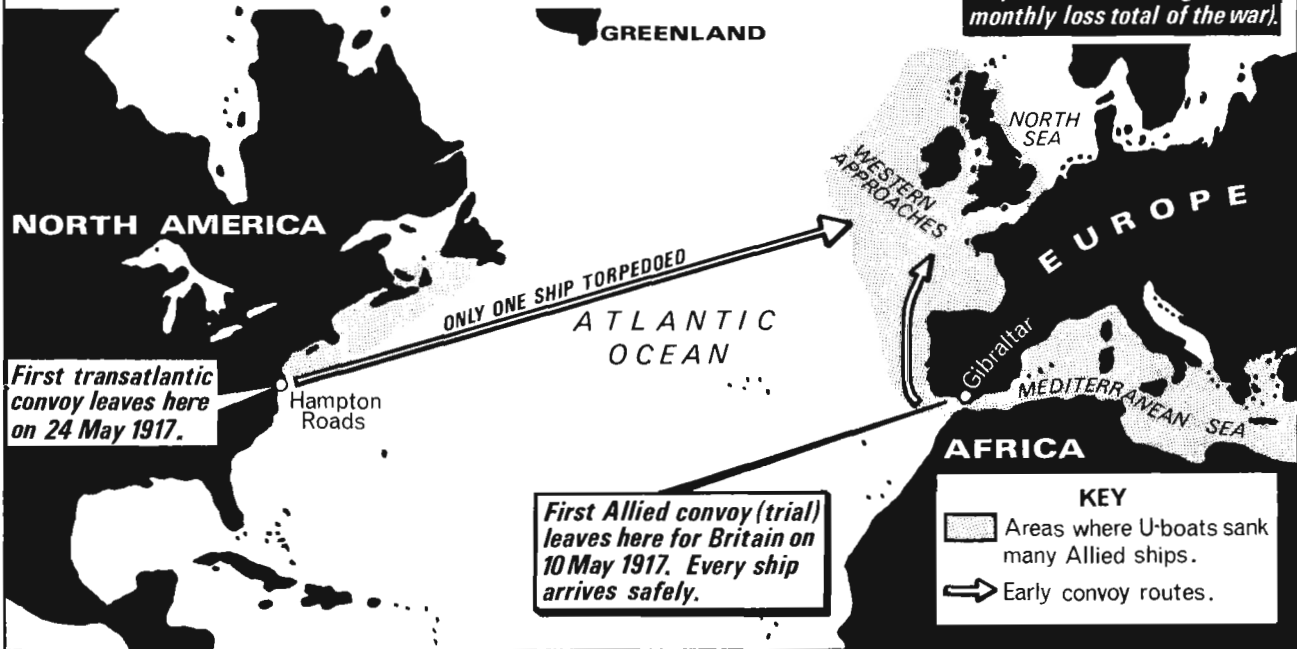 monthly loss total of the war).
GREENLAND
NORTH
SEA
WESTERN
APPROACHES
NORTH AMERICA
EUROPE
ONLY ONE SHIP TORPEDOED
ATLANTIC
OCEAN
Gibraltar
MEDITERRANEAN SEA
First transatlantic
convoy leaves here
on 24 May 1917.
Hampton
Roads
AFRICA
First Allied convoy (trial)
leaves here for Britain on
10 May 1917. Every ship
arrives safely.
KEY
Areas where U-boats sank
many Allied ships.
Early convoy routes.